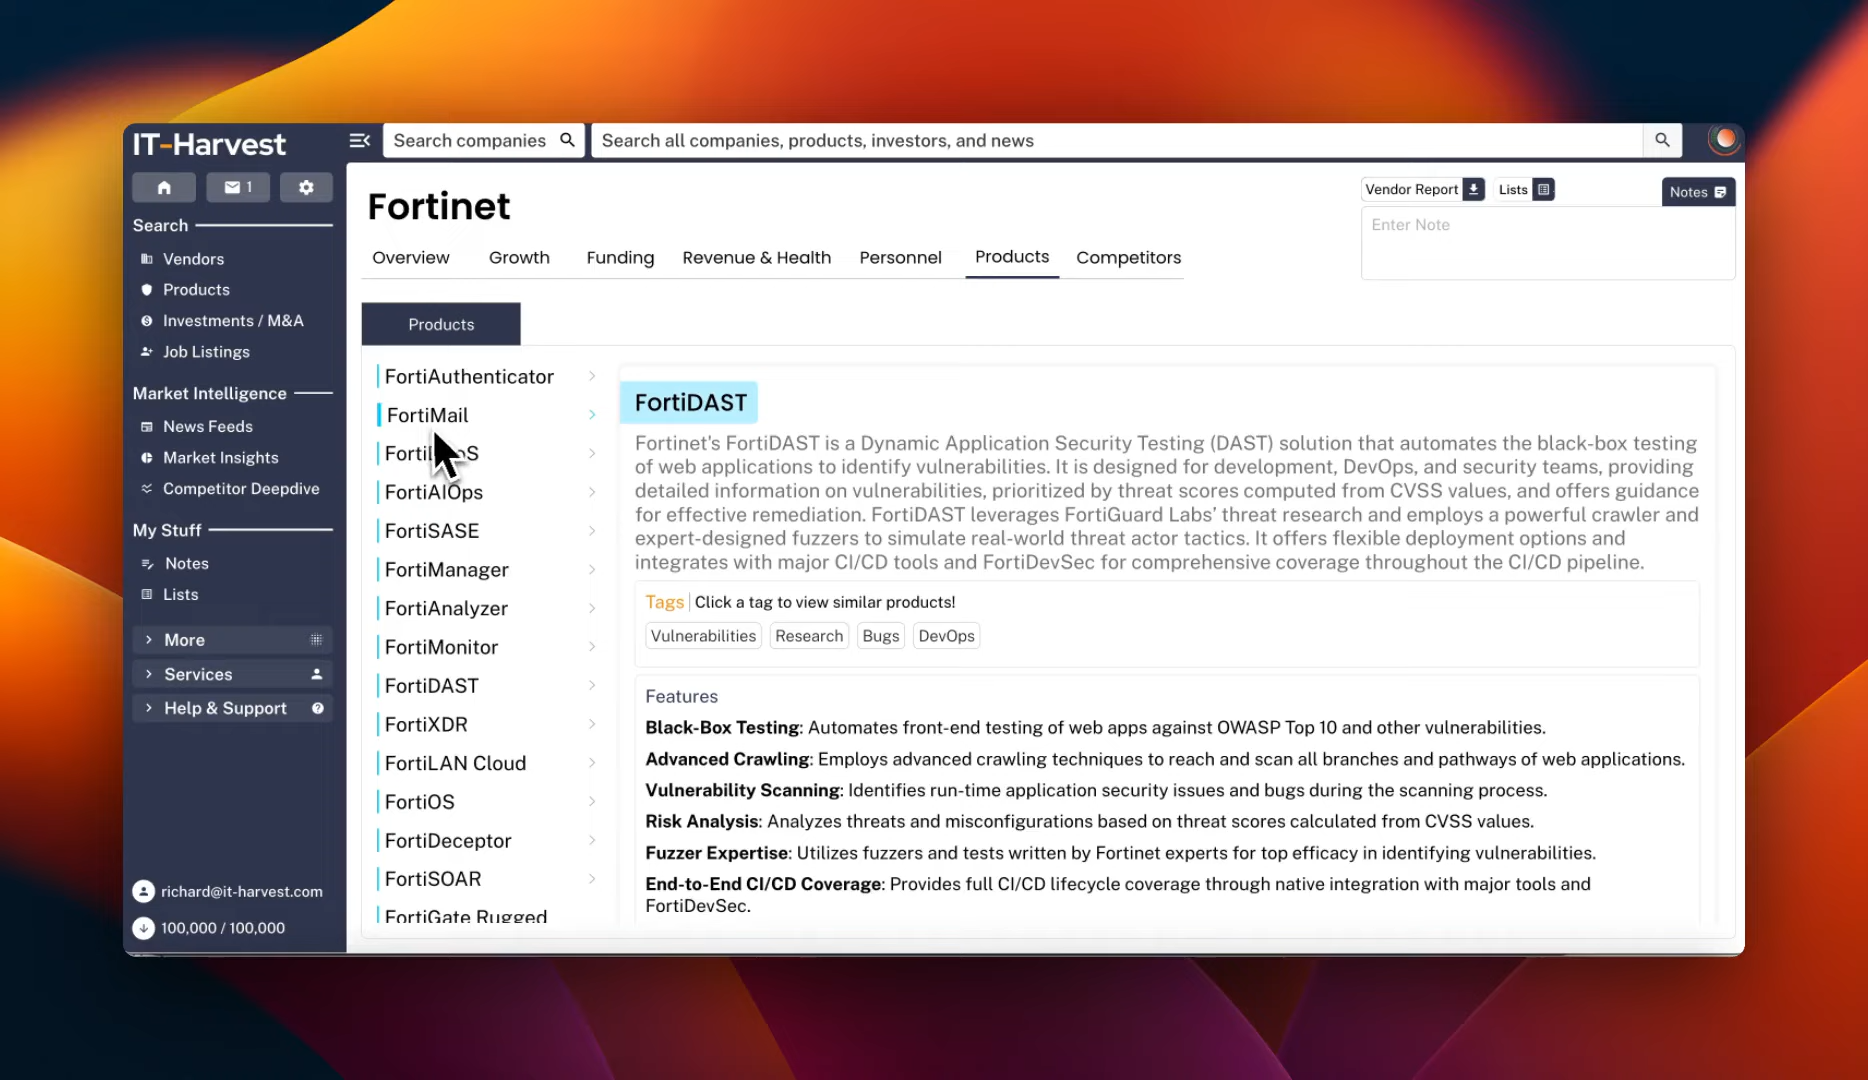 IT-Harvest
Search companies
Search all companies, products, investors, and news
1
Search
Vendors
Products
Investments / M&A
Job Listings
Market Intelligence
News Feeds
Market Insights
Competitor Deepdive
My Stuff
Notes
Lists
More
Services
Help & Support
richard@it-harvest.com
100,000 / 100,000
Fortinet
Vendor Report
Lists
Notes
Enter Note
Overview Growth Funding Revenue & Health Personnel Products Competitors
Products
FortiAuthenticator
FortiMail
FortiAIOps
FortiSASE
FortiManager
FortiAnalyzer
FortiMonitor
FortiDAST
FortiXDR
FortiLAN Cloud
FortiOS
FortiDeceptor
FortiSOAR
FortiGate Rugged
FortiDAST
Fortinet's FortiDAST is a Dynamic Application Security Testing (DAST) solution that automates the black-box testing
of web applications to identify vulnerabilities. It is designed for development, DevOps, and security teams, providing
detailed information on vulnerabilities, prioritized by threat scores computed from CVSS values, and offers guidance
for effective remediation. FortiDAST leverages FortiGuard Labs’ threat research and employs a powerful crawler and
expert-designed fuzzers to simulate real-world threat actor tactics. It offers flexible deployment options and
integrates with major CI/CD tools and FortiDevSec for comprehensive coverage throughout the CI/CD pipeline.
Tags | Click a tag to view similar products!
Vulnerabilities Research Bugs DevOps
Features
Black-Box Testing: Automates front-end testing of web apps against OWASP Top 10 and other vulnerabilities.
Advanced Crawling: Employs advanced crawling techniques to reach and scan all branches and pathways of web applications.
Vulnerability Scanning: Identifies run-time application security issues and bugs during the scanning process.
Risk Analysis: Analyzes threats and misconfigurations based on threat scores calculated from CVSS values.
Fuzzer Expertise: Utilizes fuzzers and tests written by Fortinet experts for top efficacy in identifying vulnerabilities.
End-to-End CI/CD Coverage: Provides full CI/CD lifecycle coverage through native integration with major tools and
FortiDevSec.